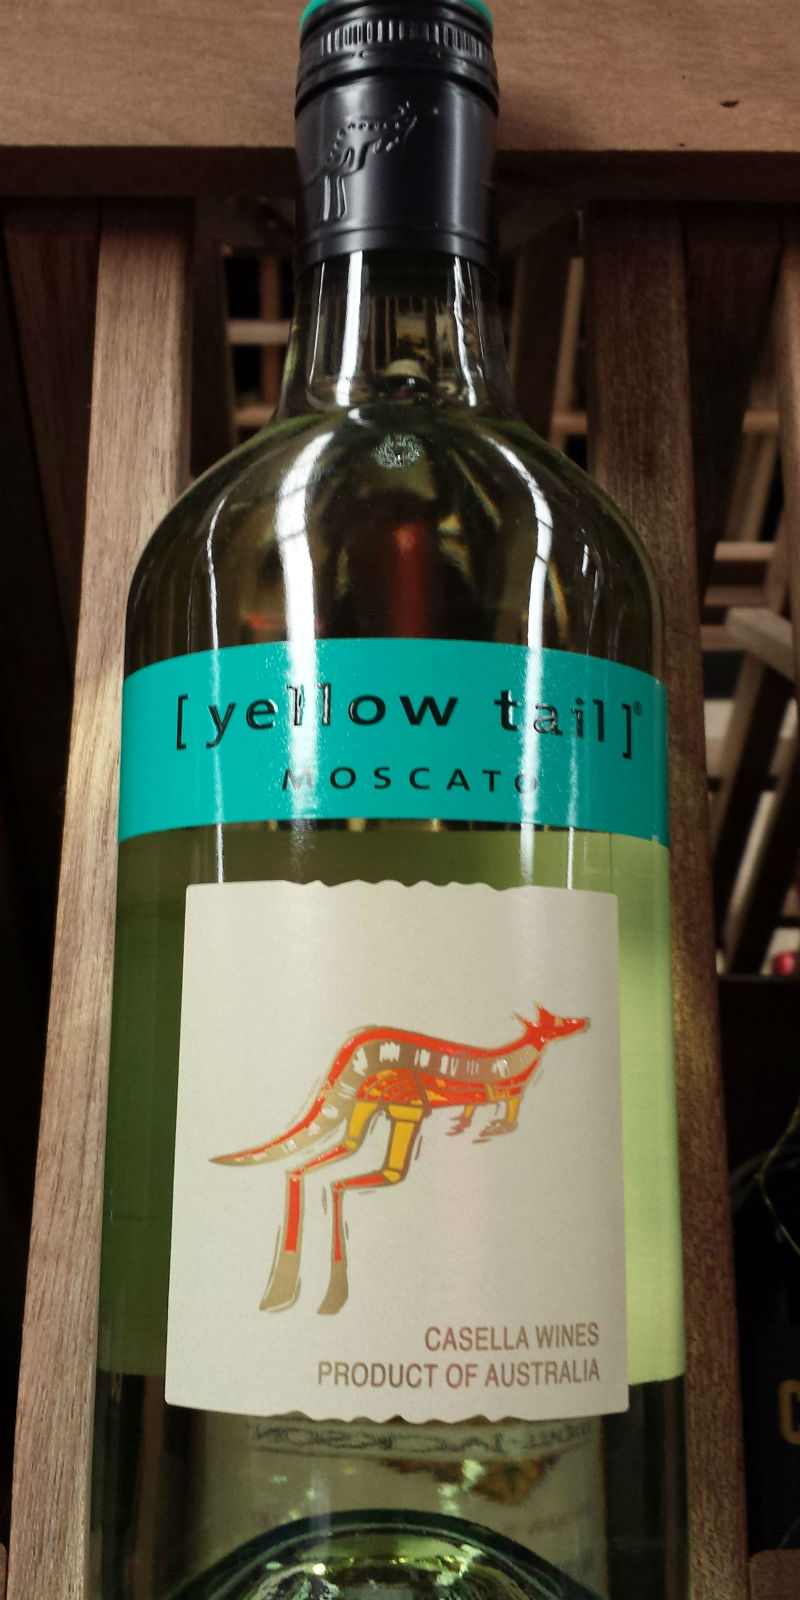 [ yellow tail ]®
MOSCATO
CASELLA WINES
PRODUCT OF AUSTRALIA